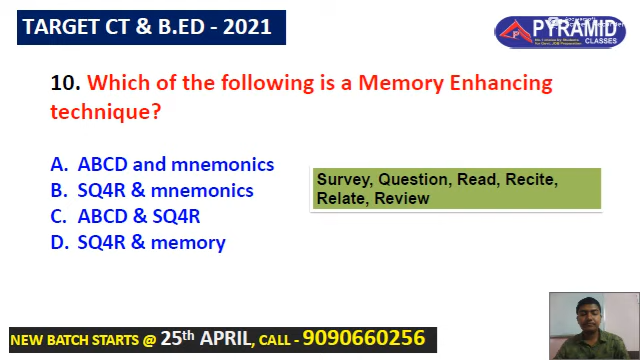 TARGET CT & B.ED - 2021
PYRAMID
CLASSES
10. Which of the following is a Memory Enhancing
technique?
A. ABCD and mnemonics
B. SQ4R & mnemonics
C. ABCD & SQ4R
D. SQ4R & memory
Survey, Question, Read, Recite,
Relate, Review
NEW BATCH STARTS @ 25th APRIL, CALL - 9090660256